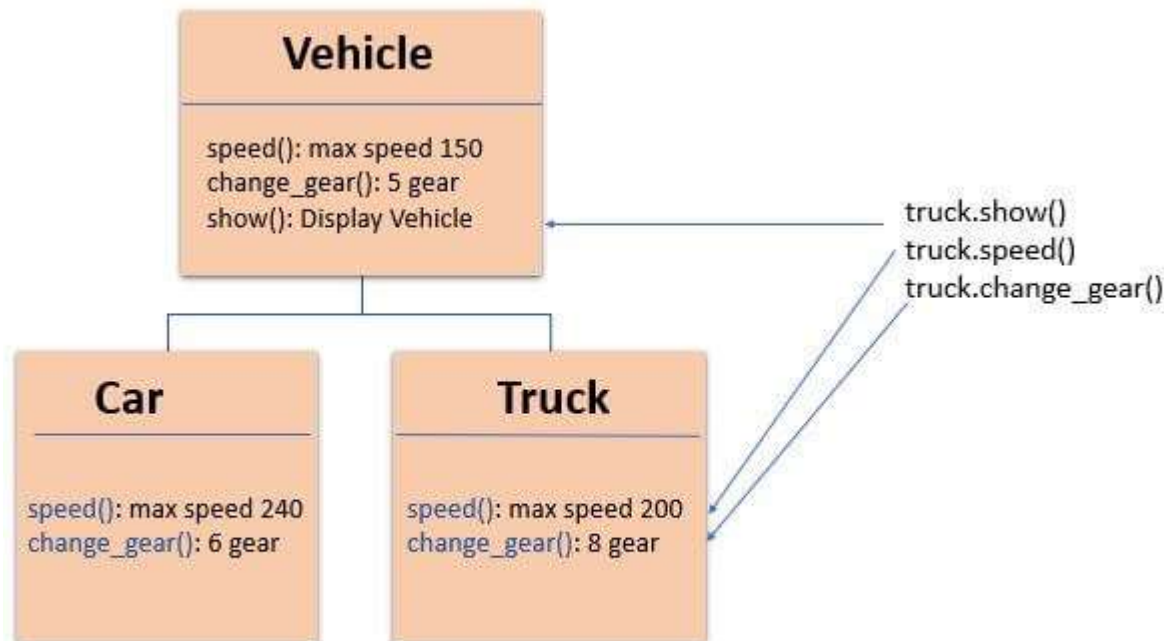 Vehicle
speed(): max speed 150
change_gear(): 5 gear
show(): Display Vehicle
truck.show()
truck.speed()
truck.change_gear()
Car
speed(): max speed 240
change_gear(): 6 gear
Truck
speed(): max speed 200
change_gear(): 8 gear